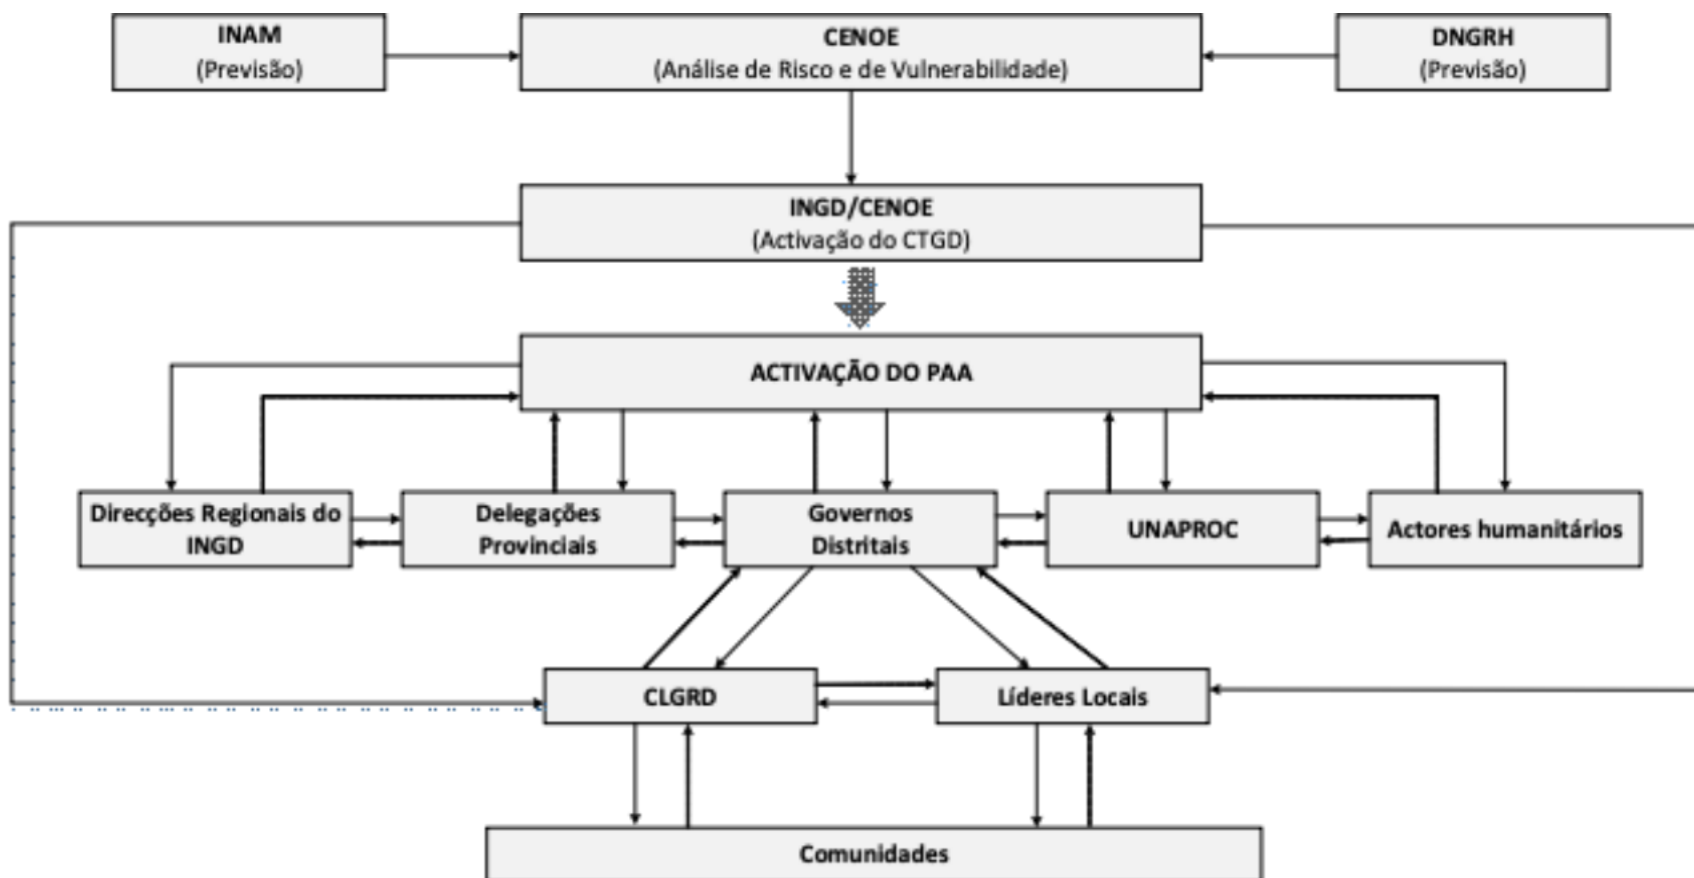 INAM
(Previsão)
CENOE
(Análise de Risco e de Vulnerabilidade)
DNGRH
(Previsão)
INGD/CENOE
(Activação do CTGD)
ACTIVAÇÃO DO PAA
Direcções Regionais do
INGD
Delegações
Provinciais
Governos
Distritais
UNAPROC
Actores humanitários
CLGRD
Líderes Locais
Comunidades